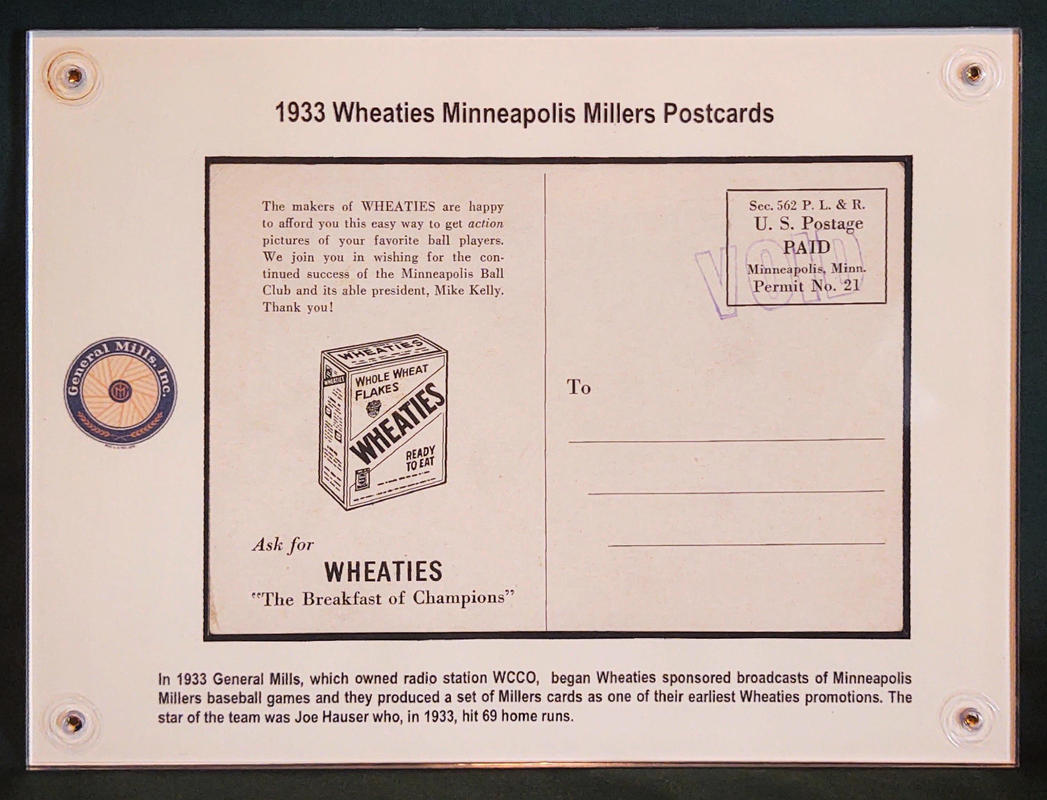 1933 Wheaties Minneapolis Millers Postcards
The makers of WHEATIES are happy
to afford you this easy way to get action
pictures of your favorite ball players.
We join you in wishing for the con-
tinued success of the Minneapolis Ball
Club and its able president, Mike Kelly.
Thank you!
WHEATIES
WHOLE WHEAT
FLAKES
WHEATIES
READY
TO EAT
Ask for
WHEATIES
"The Breakfast of Champions"
Sec. 562 P. L. & R.
U. S. Postage
PAID
Minneapolis, Minn.
Permit No. 21
VOID
To
General Mills, Inc.
In 1933 General Mills, which owned radio station WCCO, began Wheaties sponsored broadcasts of Minneapolis
Millers baseball games and they produced a set of Millers cards as one of their earliest Wheaties promotions. The
star of the team was Joe Hauser who, in 1933, hit 69 home runs.